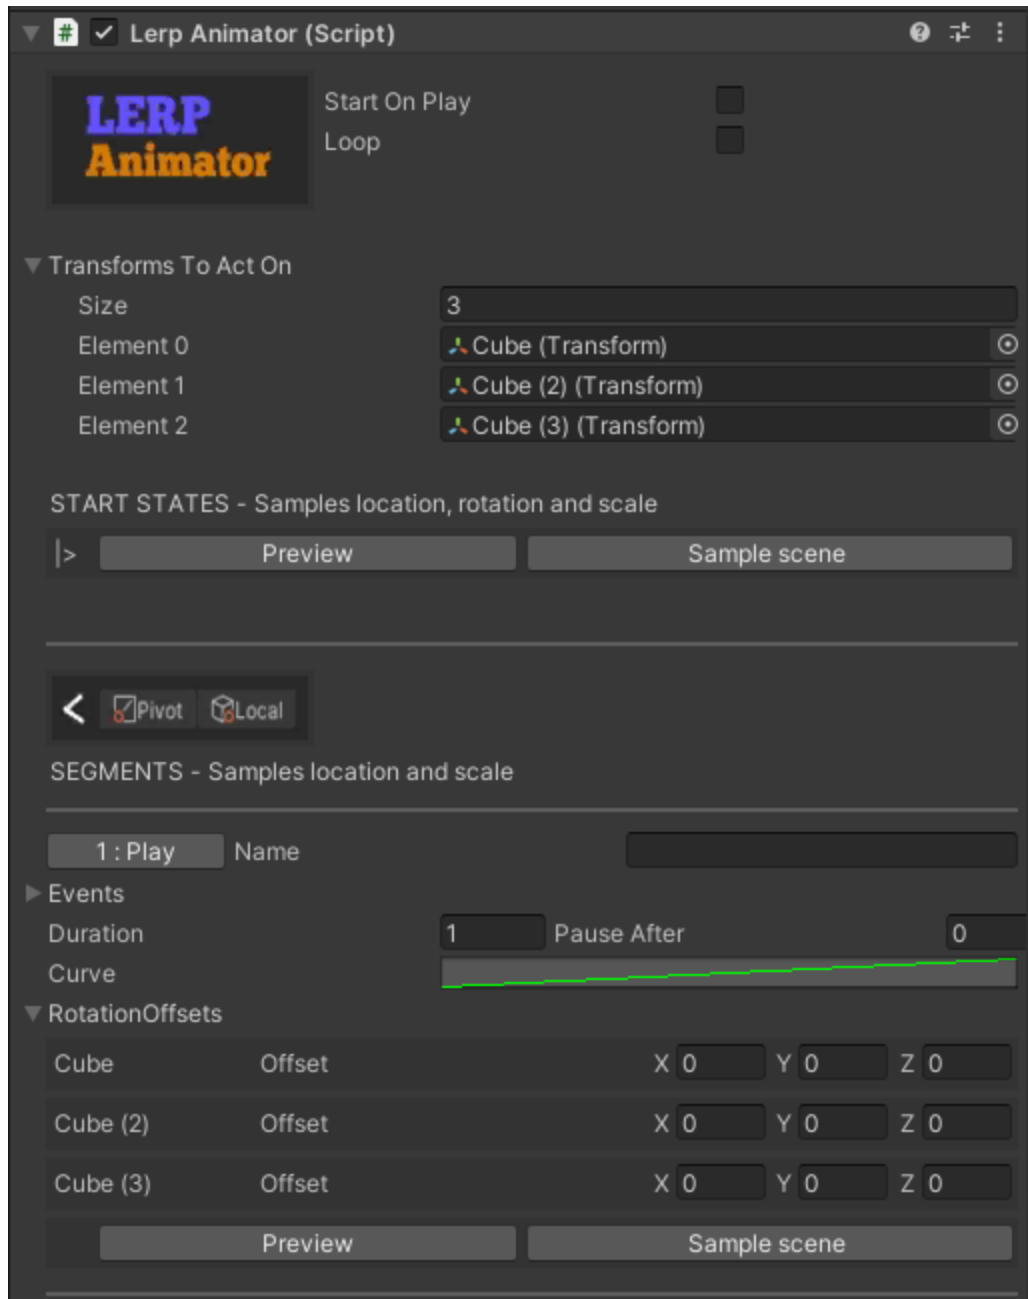 # Lerp Animator (Script)
LERP
Animator
Start On Play
Loop
Transforms To Act On
Size 3
Element 0 Cube (Transform)
Element 1 Cube (2) (Transform)
Element 2 Cube (3) (Transform)
START STATES - Samples location, rotation and scale
|> Preview Sample scene
< Pivot Local
SEGMENTS - Samples location and scale
1 : Play Name
Events
Duration 1 Pause After 0
Curve
RotationOffsets
Cube Offset X 0 Y 0 Z 0
Cube (2) Offset X 0 Y 0 Z 0
Cube (3) Offset X 0 Y 0 Z 0
Preview Sample scene